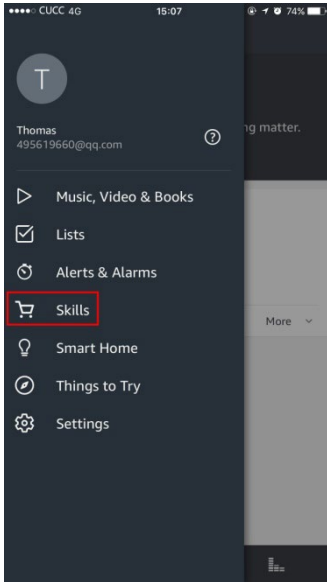 CUCC 4G 15:07 74%
T
Thomas
495619660@qq.com
ng matter.
Music, Video & Books
Lists
Alerts & Alarms
Skills
More
Smart Home
Things to Try
Settings